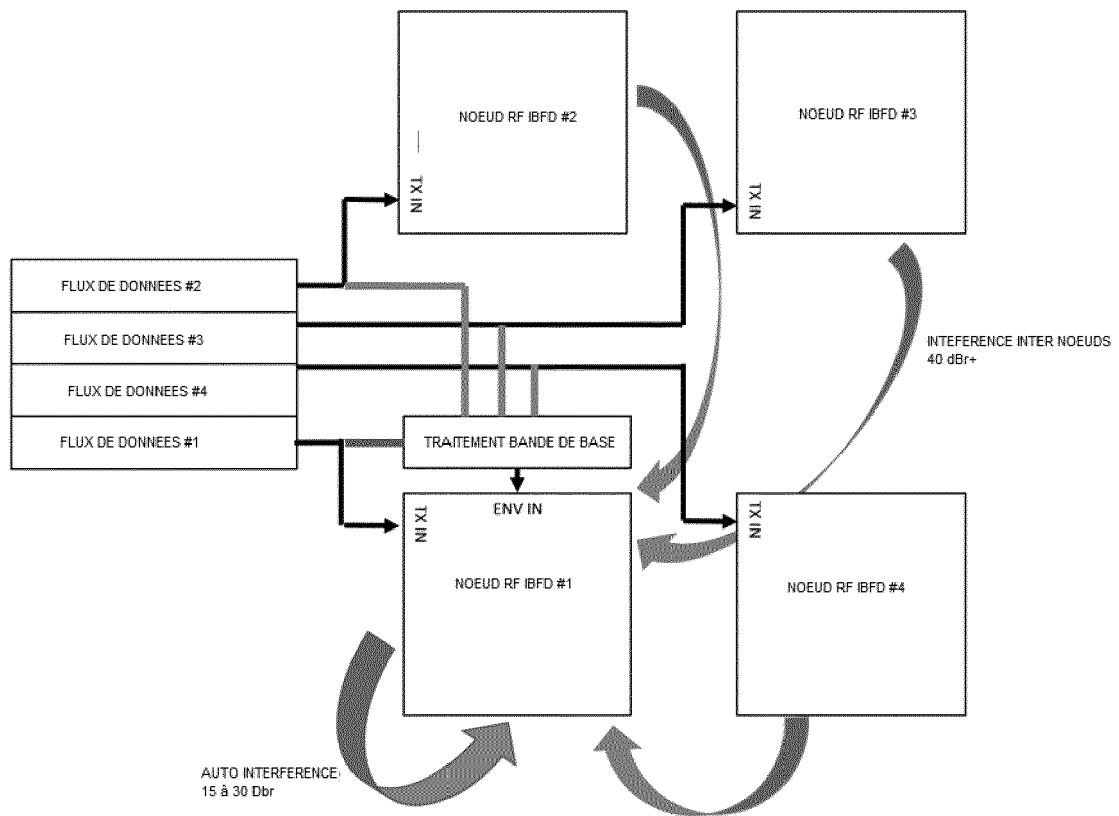 NOEUD RF IBFD #2
TX IN
NOEUD RF IBFD #3
TX IN
FLUX DE DONNEES #2
FLUX DE DONNEES #3
FLUX DE DONNEES #4
FLUX DE DONNEES #1
INTEFERENCE INTER NOEUDS
40 dBr+
TRAITEMENT BANDE DE BASE
ENV IN
TX IN
NOEUD RF IBFD #1
TX IN
NOEUD RF IBFD #4
AUTO INTERFERENCE
15 à 30 Dbr